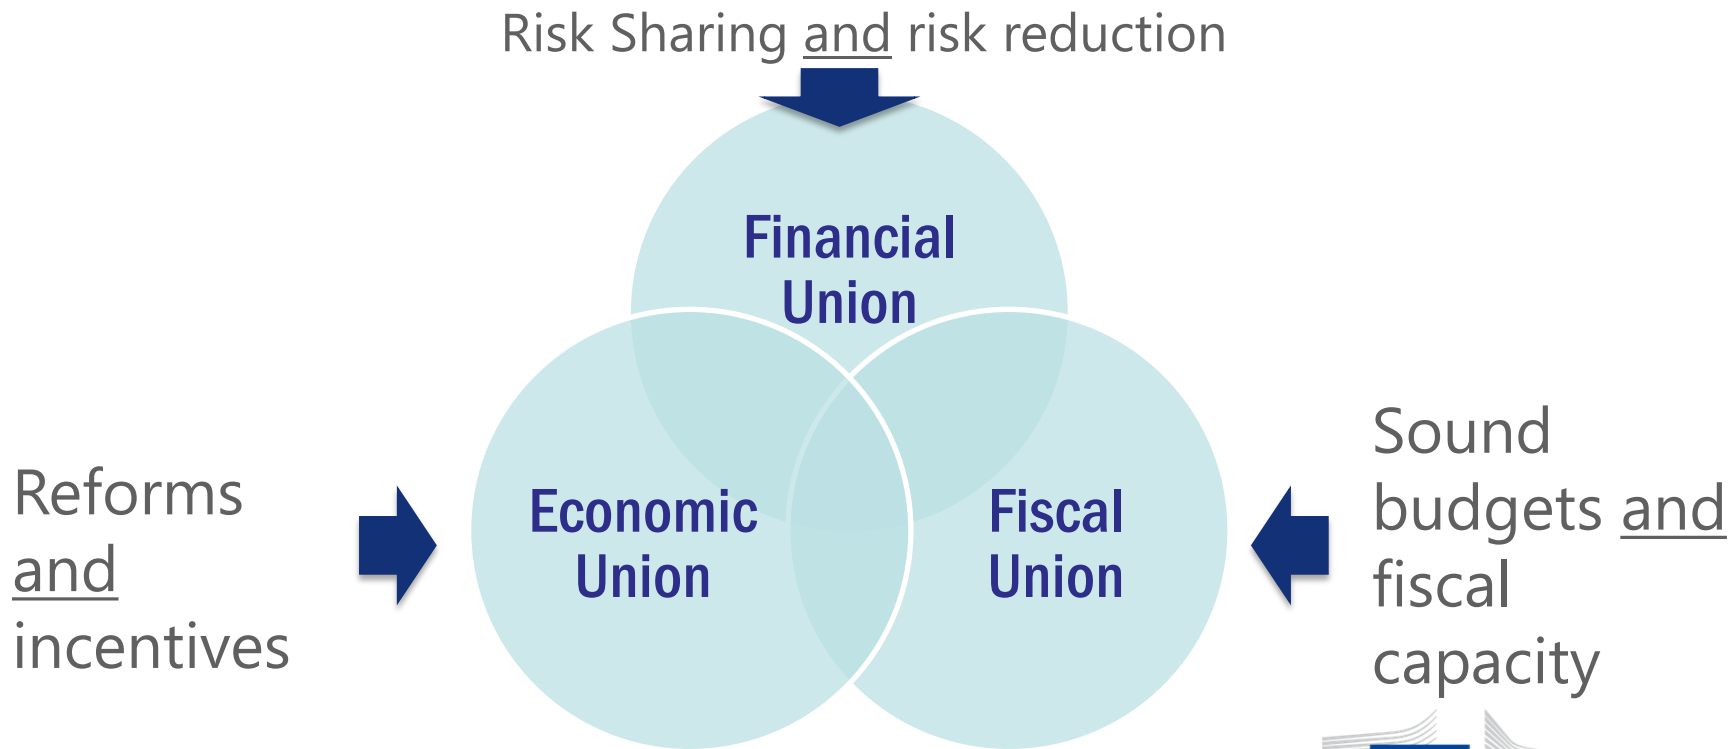 Risk Sharing and risk reduction
Financial
Union
Reforms
and
incentives
Economic
Union
Fiscal
Union
Sound
budgets and
fiscal
capacity